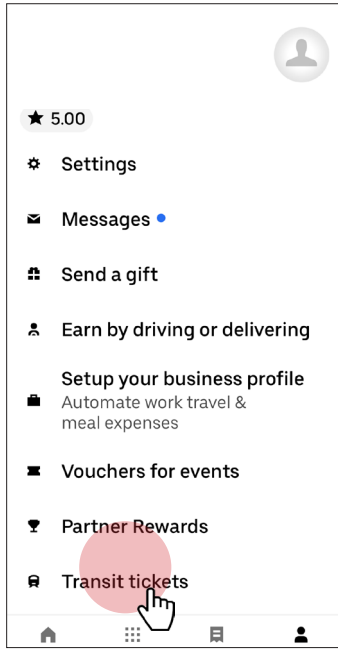 5.00
Settings
Messages
Send a gift
Earn by driving or delivering
Setup your business profile
Automate work travel &
meal expenses
Vouchers for events
Partner Rewards
Transit tickets